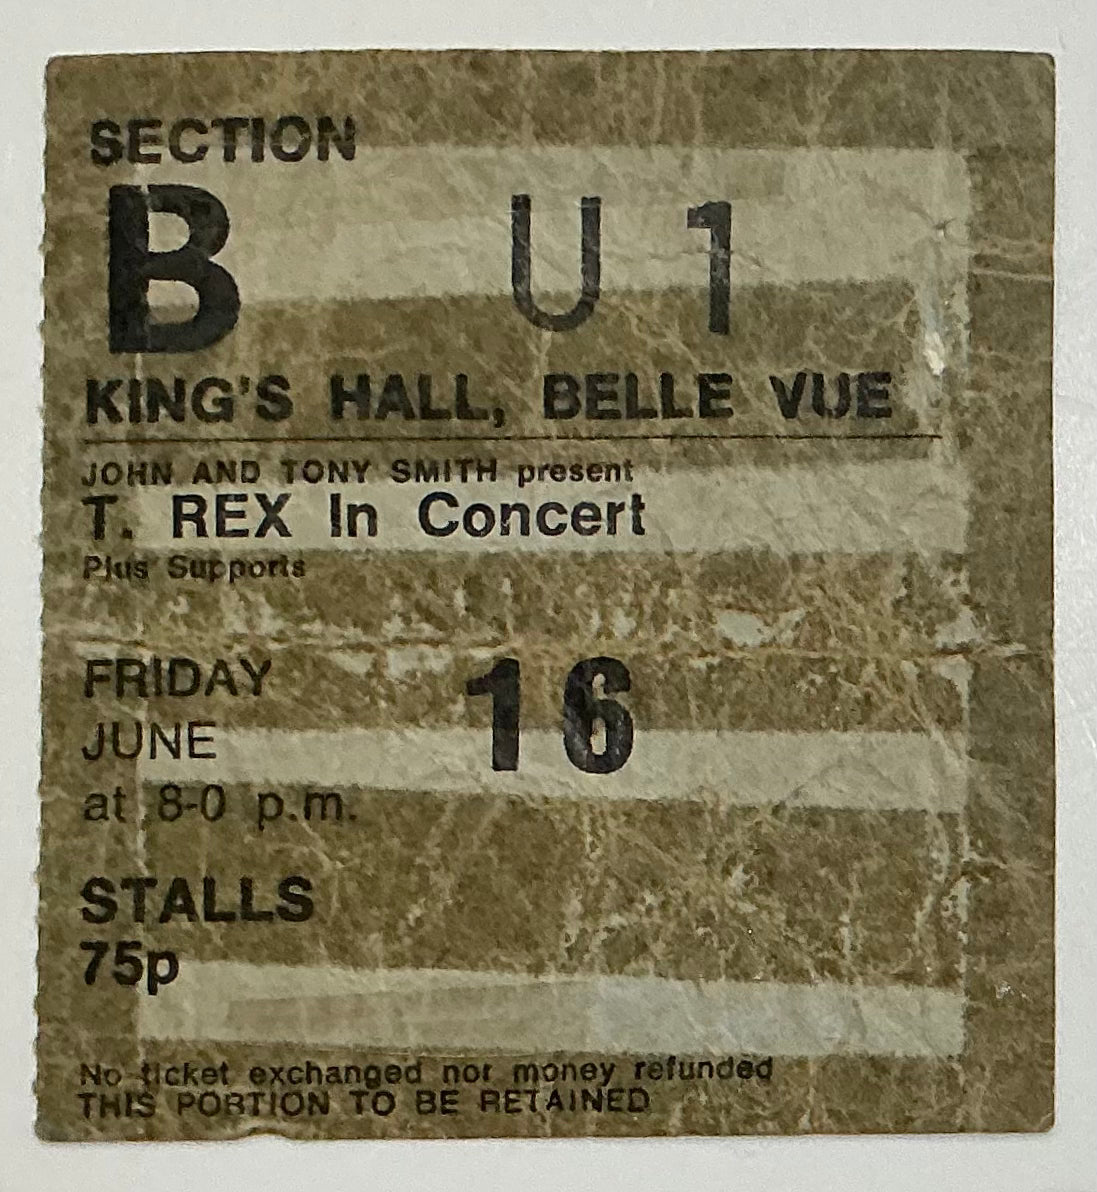 SECTION
B U 1
KING'S HALL, BELLE VUE
JOHN AND TONY SMITH present
T. REX In Concert
Plus Supports
FRIDAY 16
JUNE
at 8-0 p.m.
STALLS
75p
No ticket exchanged nor money refunded
THIS PORTION TO BE RETAINED